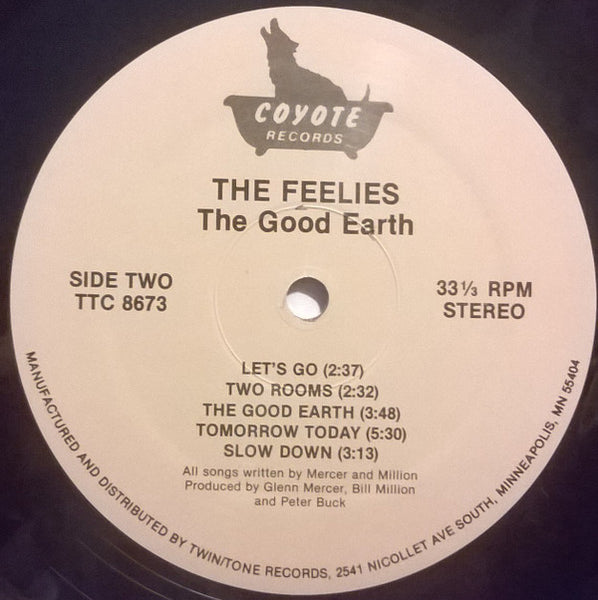 COYOTE
RECORDS
THE FEELIES
The Good Earth
SIDE TWO
TTC 8673
33 1/3 RPM
STEREO
LET'S GO (2:37)
TWO ROOMS (2:32)
THE GOOD EARTH (3:48)
TOMORROW TODAY (5:30)
SLOW DOWN (3:13)
All songs written by Mercer and Million
Produced by Glenn Mercer, Bill Million
and Peter Buck
MANUFACTURED AND DISTRIBUTED BY TWIN/TONE RECORDS, 2541 NICOLLET AVE SOUTH, MINNEAPOLIS, MN 55404